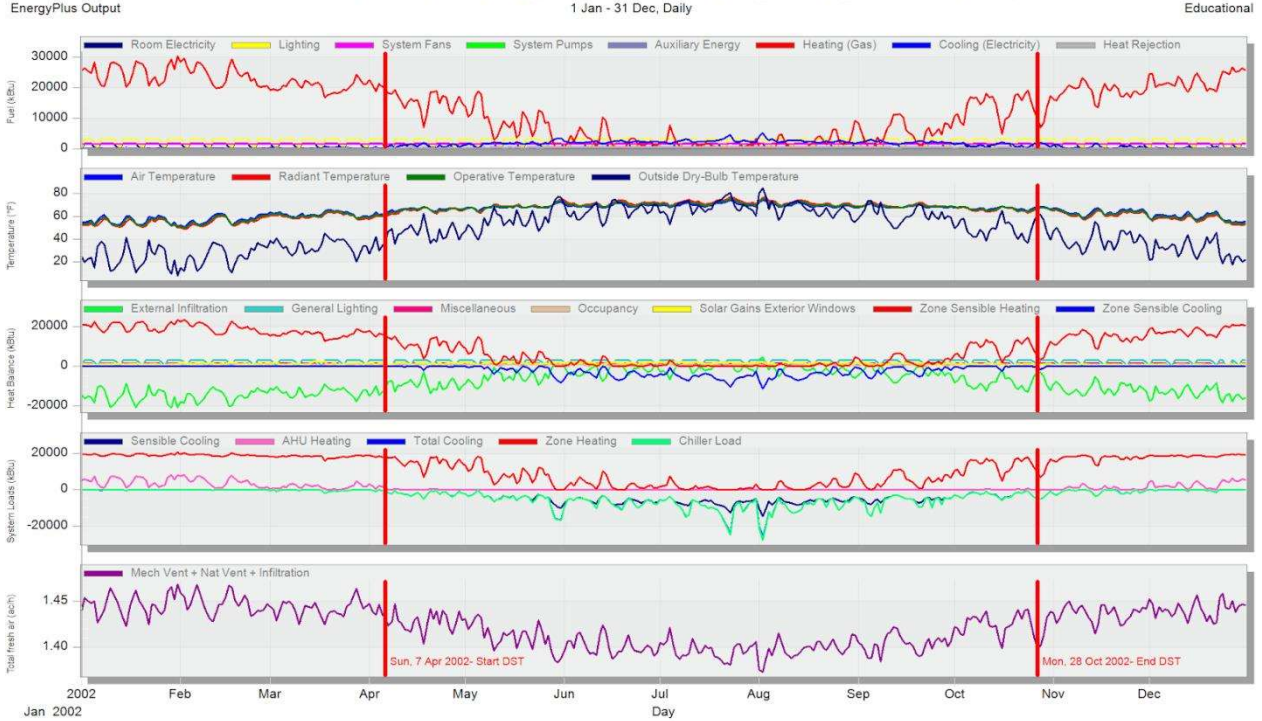 EnergyPlus Output 1 Jan - 31 Dec, Daily Educational
Room Electricity Lighting System Fans System Pumps Auxiliary Energy Heating (Gas) Cooling (Electricity) Heat Rejection
Fuel (kBtu)
30000
20000
10000
0
Air Temperature Radiant Temperature Operative Temperature Outside Dry-Bulb Temperature
Temperature (°F)
80
60
40
20
External Infiltration General Lighting Miscellaneous Occupancy Solar Gains Exterior Windows Zone Sensible Heating Zone Sensible Cooling
Heat Balance (kBtu)
20000
0
-20000
Sensible Cooling AHU Heating Total Cooling Zone Heating Chiller Load
System Loads (kBtu)
20000
0
-20000
Mech Vent + Nat Vent + Infiltration
Total fresh air (ac/h)
1.45
1.40
Sun, 7 Apr 2002- Start DST Mon, 28 Oct 2002- End DST
2002 Feb Mar Apr May Jun Jul Aug Sep Oct Nov Dec
Jan 2002 Day